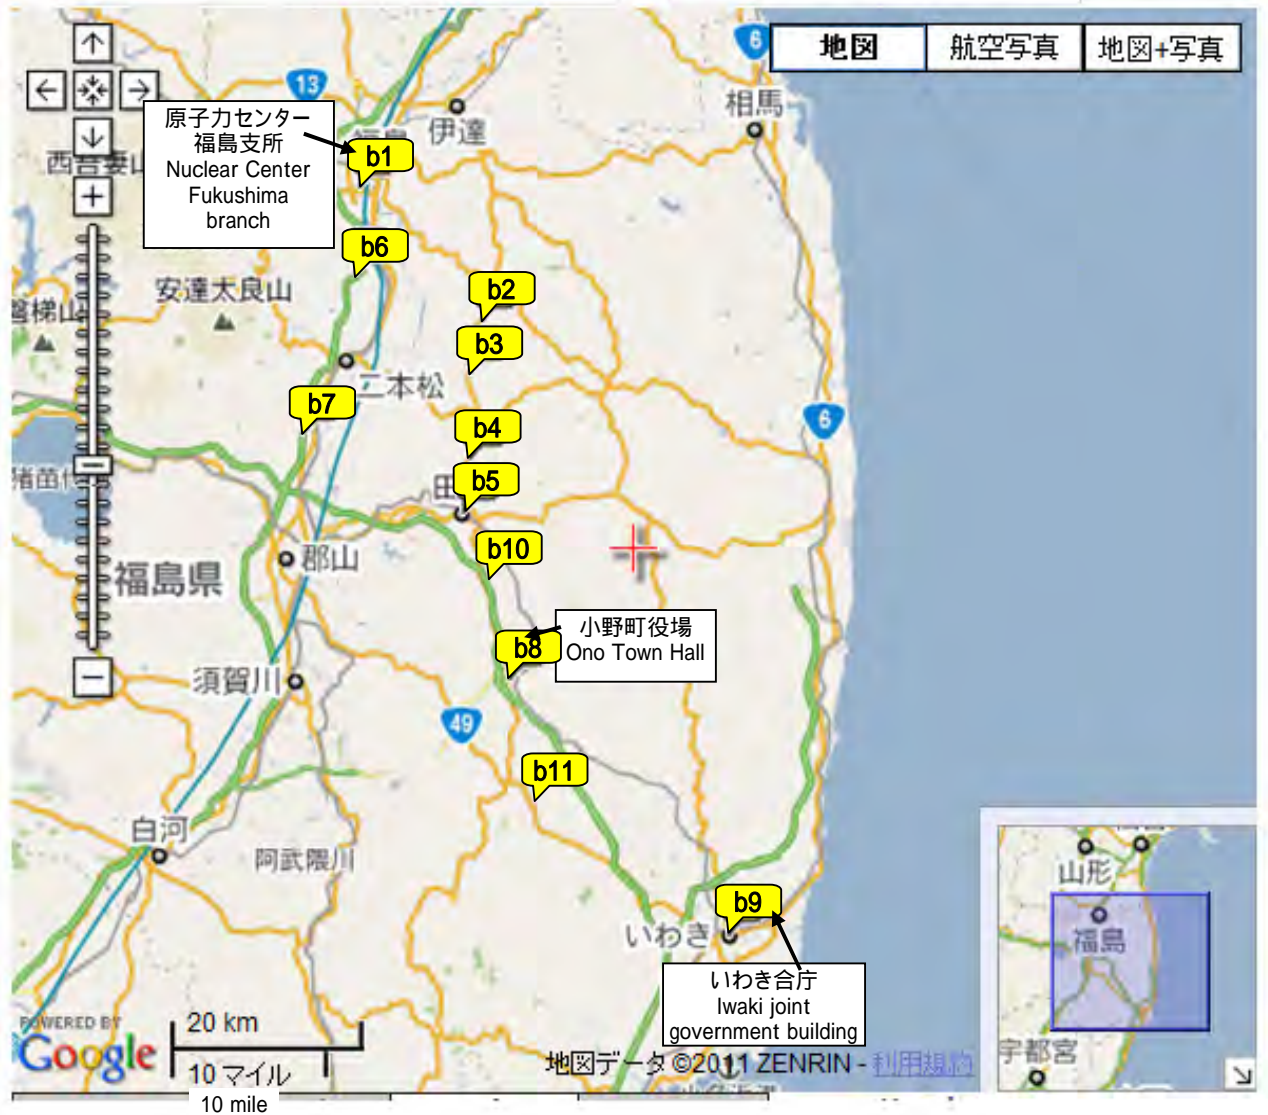 地図
航空写真
地図+写真
6
13
相馬
伊達
原子力センター
福島支所
Nuclear Center
Fukushima
branch
b1
b6
安達太良山
b2
b3
二本松
b7
6
b4
b5
b10
郡山
福島県
小野町役場
Ono Town Hall
b8
須賀川
49
b11
白河
阿武隈川
b9
いわき
いわき合庁
Iwaki joint
government building
山形
福島
宇都宮
POWERED BY
Google
20 km
10 マイル
10 mile
地図データ ©2011 ZENRIN - 利用規約